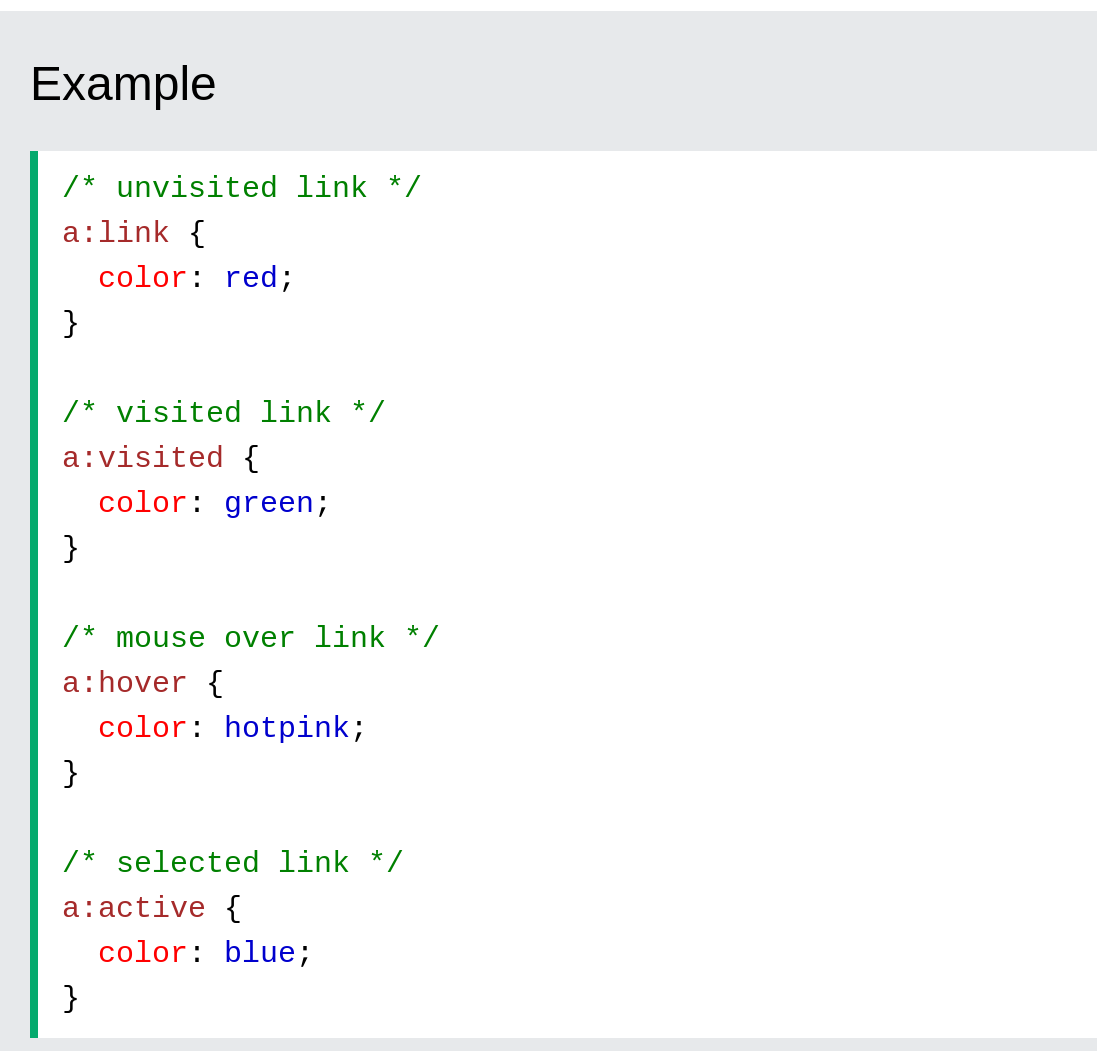 Example
/* unvisited link */
a:link {
  color: red;
}

/* visited link */
a:visited {
  color: green;
}

/* mouse over link */
a:hover {
  color: hotpink;
}

/* selected link */
a:active {
  color: blue;
}